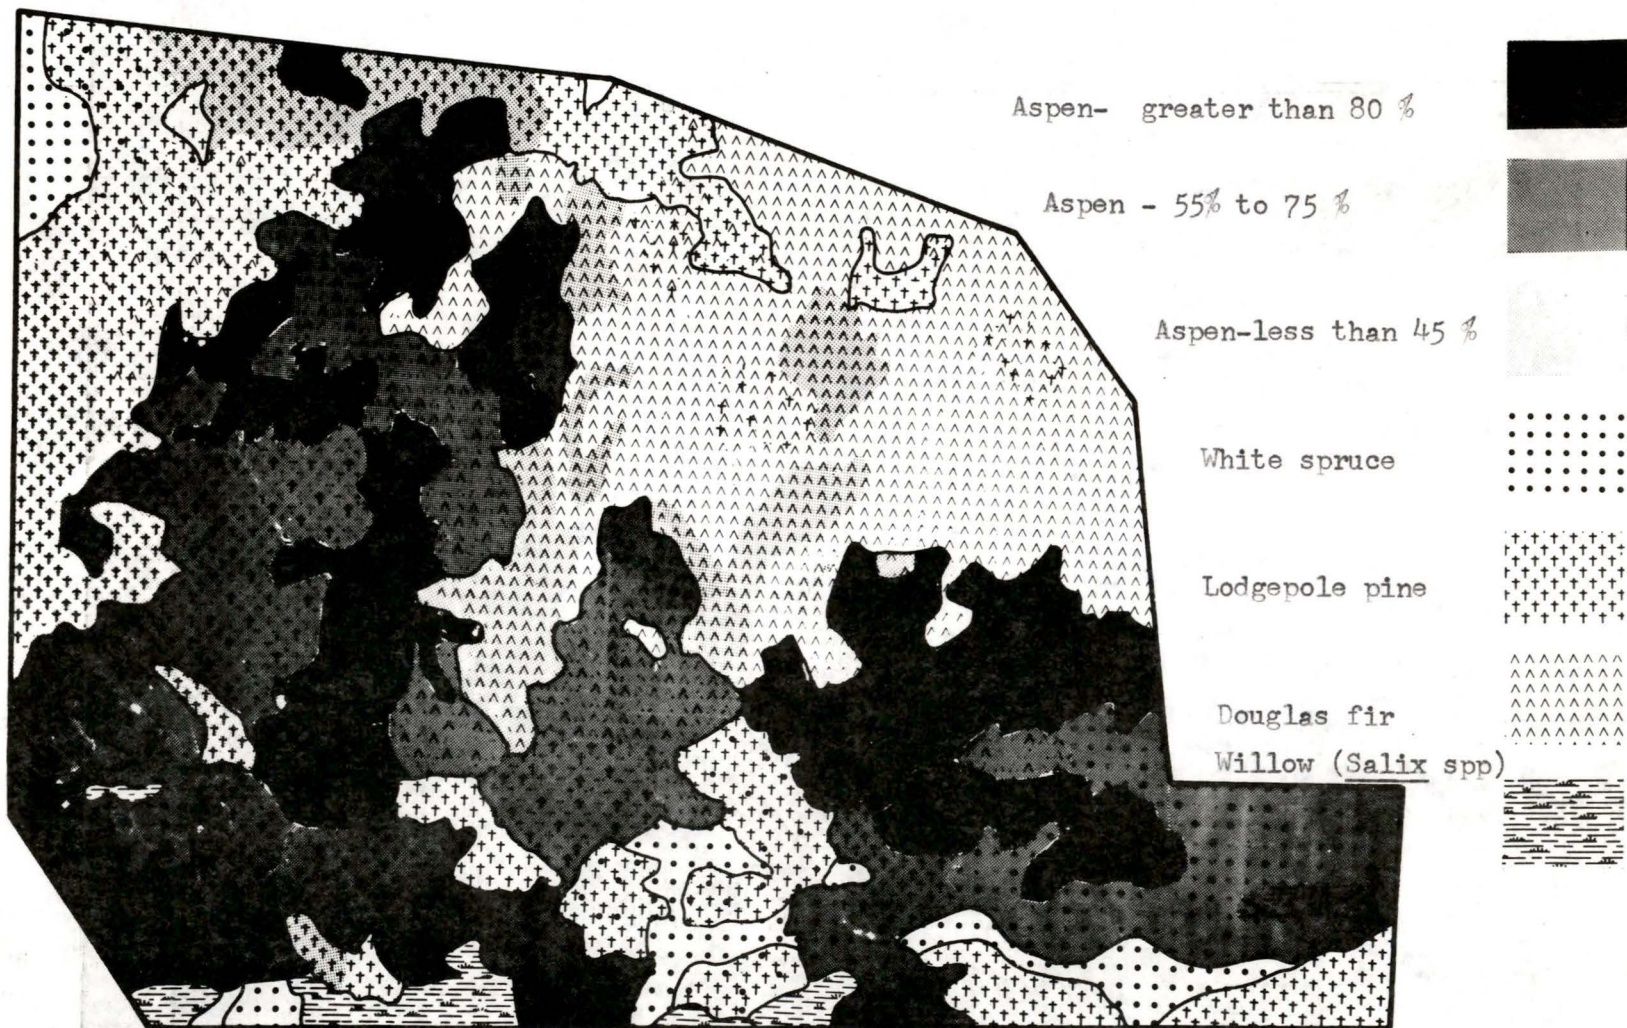 Aspen- greater than 80 %
Aspen - 55% to 75 %
Aspen-less than 45 %
White spruce
Lodgepole pine
Douglas fir
Willow (Salix spp)